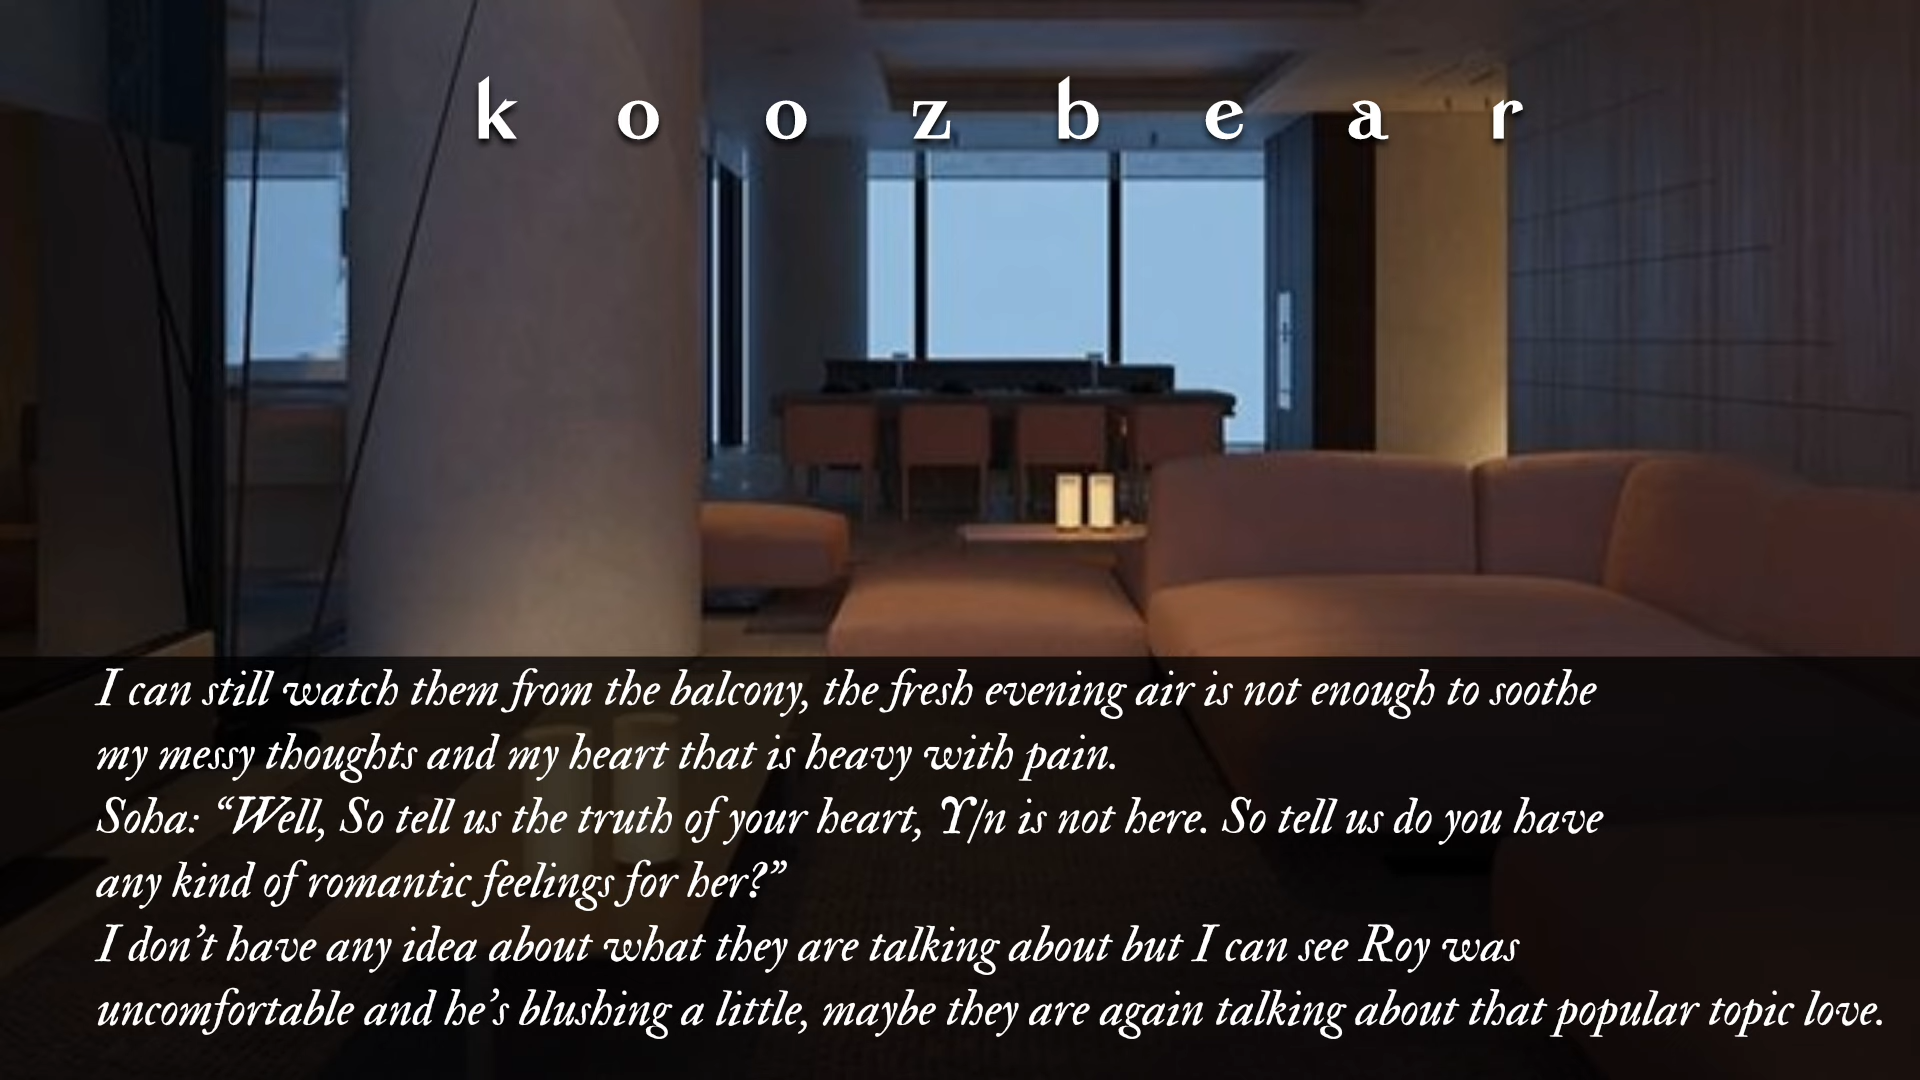 k o o z b e a r
I can still watch them from the balcony, the fresh evening air is not enough to soothe
my messy thoughts and my heart that is heavy with pain.
Soha: “Well, So tell us the truth of your heart, Y/n is not here. So tell us do you have
any kind of romantic feelings for her?”
I don’t have any idea about what they are talking about but I can see Roy was
uncomfortable and he’s blushing a little, maybe they are again talking about that popular topic love.